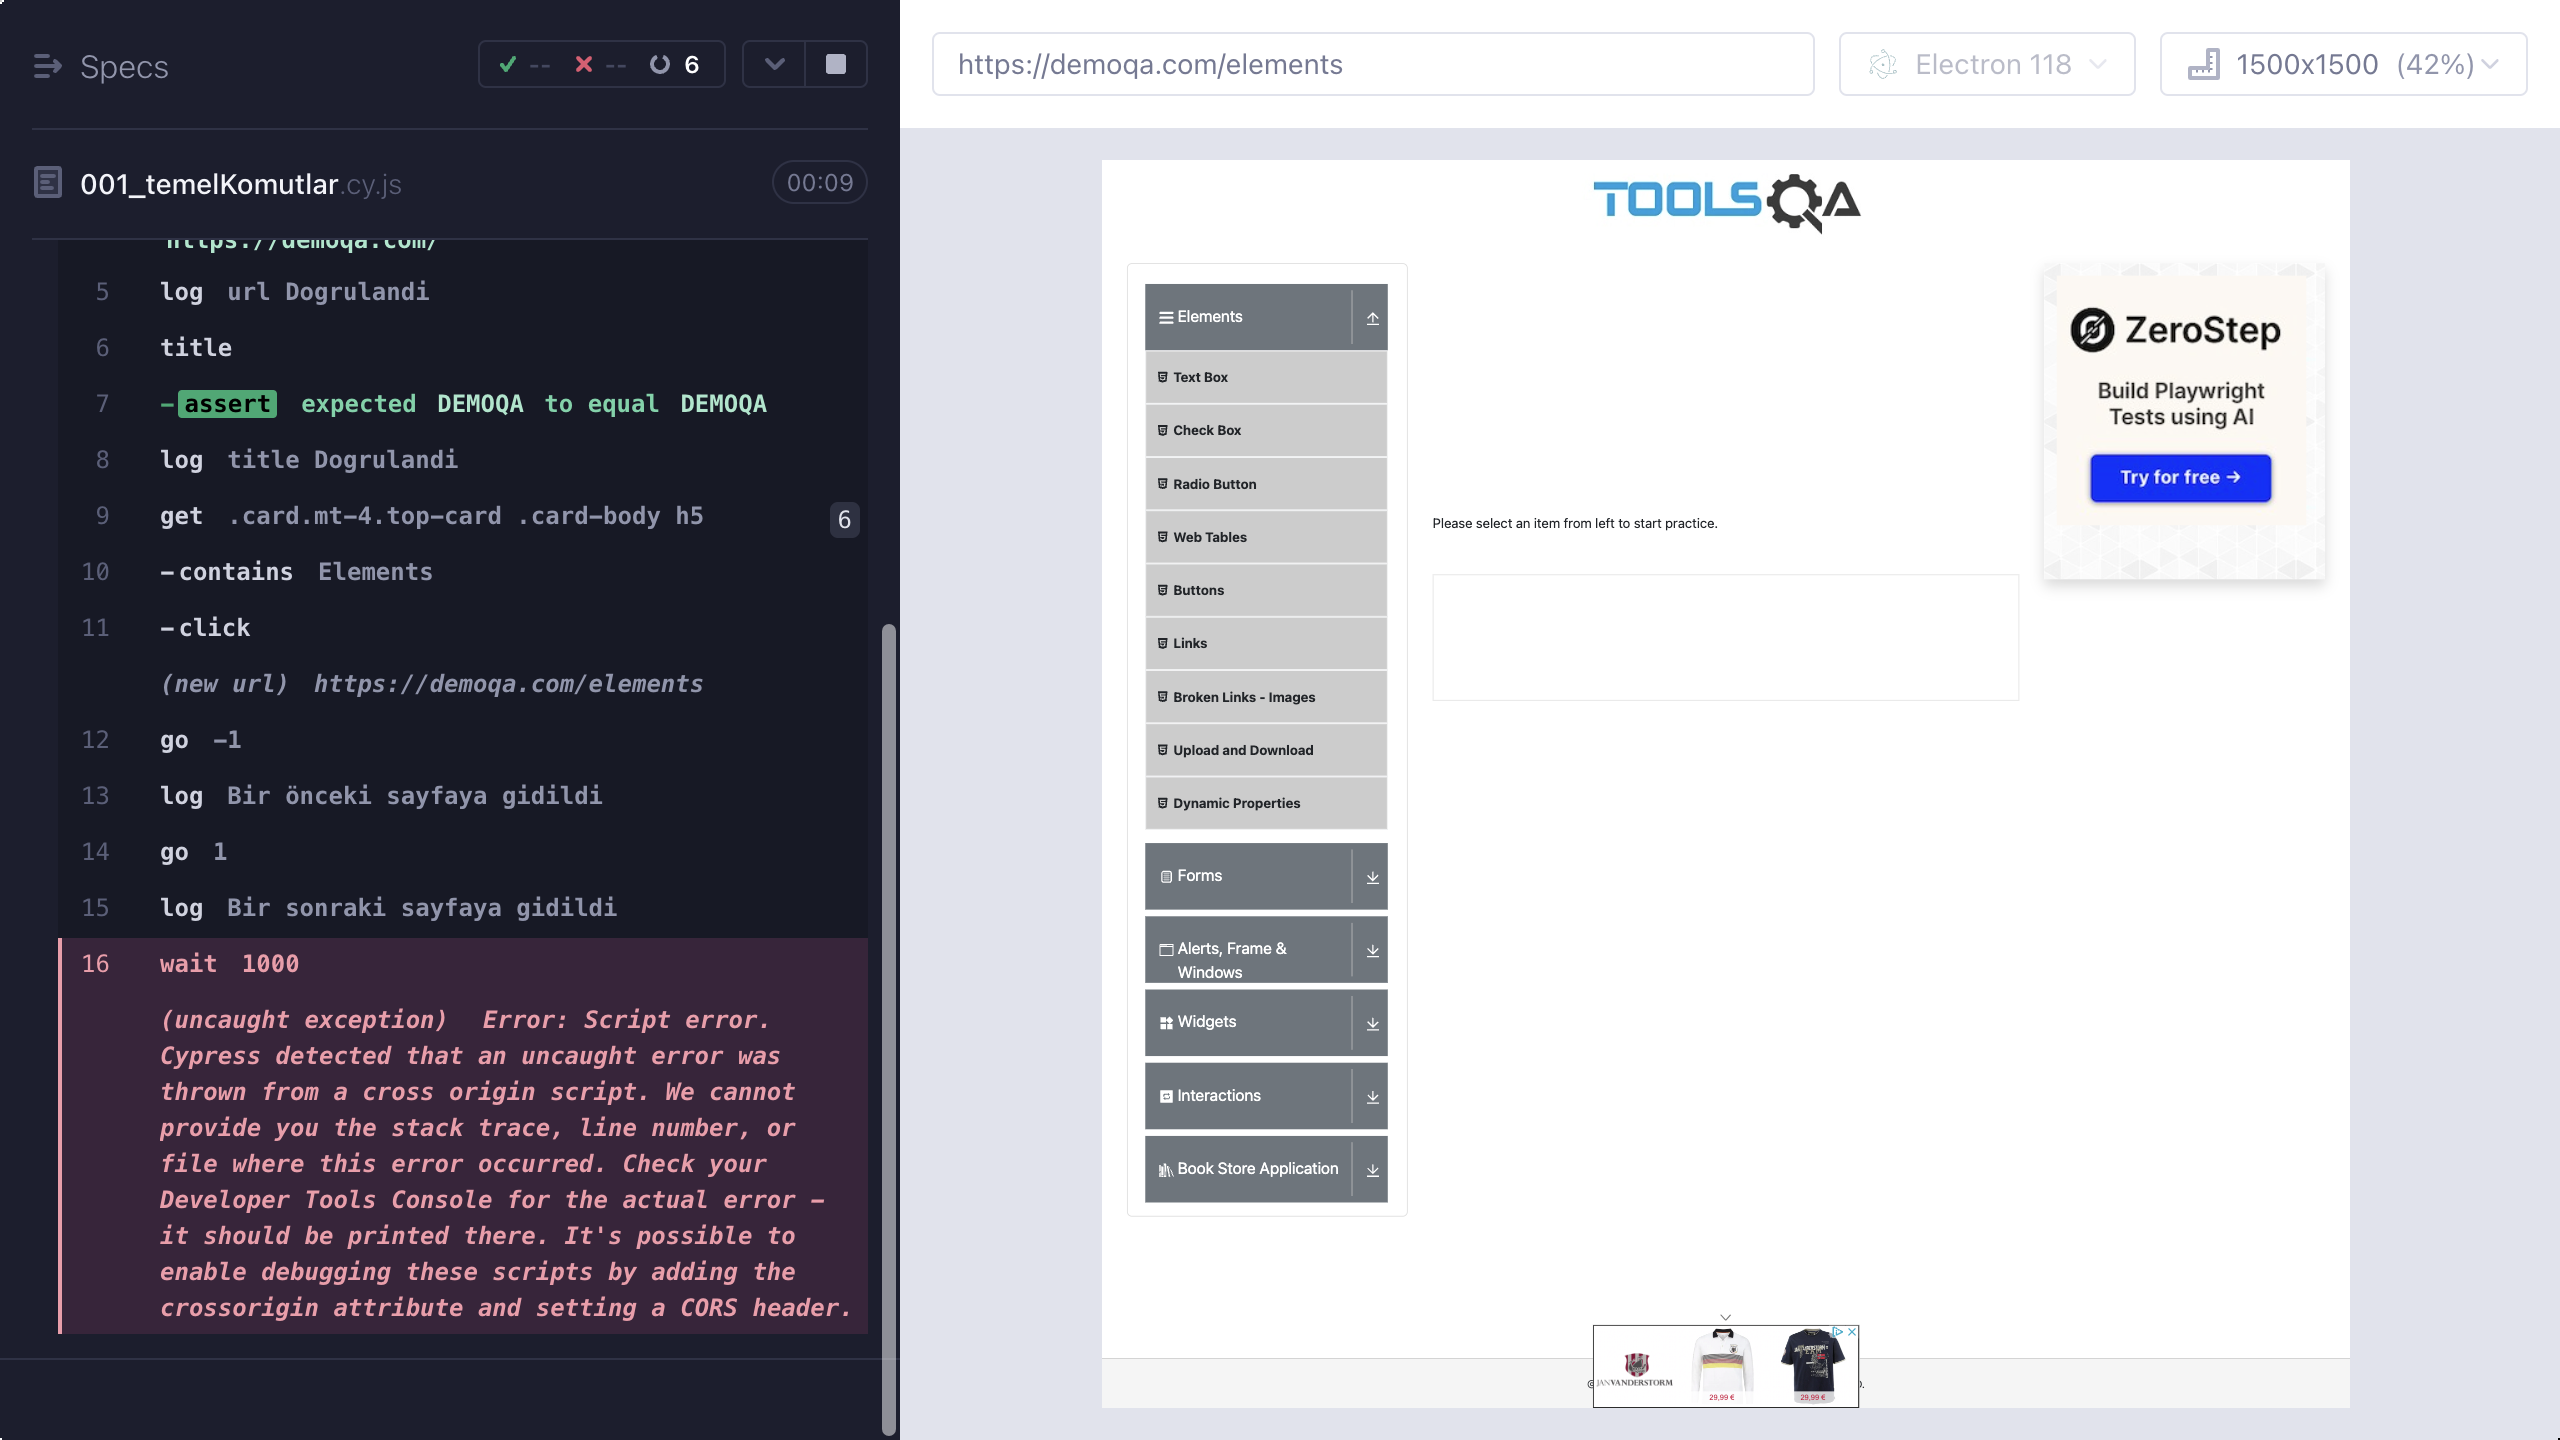 Specs
-- -- 6
https://demoqa.com/elements
Electron 118
1500x1500 (42%)
001_temelKomutlar.cy.js
00:09
https://demoqa.com/
5 log url Dogrulandi
6 title
7 -assert expected DEMOQA to equal DEMOQA
8 log title Dogrulandi
9 get .card.mt-4.top-card .card-body h5 6
10 -contains Elements
11 -click
(new url) https://demoqa.com/elements
12 go -1
13 log Bir önceki sayfaya gidildi
14 go 1
15 log Bir sonraki sayfaya gidildi
16 wait 1000
(uncaught exception) Error: Script error.
Cypress detected that an uncaught error was
thrown from a cross origin script. We cannot
provide you the stack trace, line number, or
file where this error occurred. Check your
Developer Tools Console for the actual error -
it should be printed there. It's possible to
enable debugging these scripts by adding the
crossorigin attribute and setting a CORS header.
TOOLSQA
Elements
Text Box
Check Box
Radio Button
Web Tables
Buttons
Links
Broken Links - Images
Upload and Download
Dynamic Properties
Forms
Alerts, Frame &
Windows
Widgets
Interactions
Book Store Application
Please select an item from left to start practice.
ZeroStep
Build Playwright
Tests using AI
Try for free →
JANVANDERSTORM
29,99 €
29,99 €